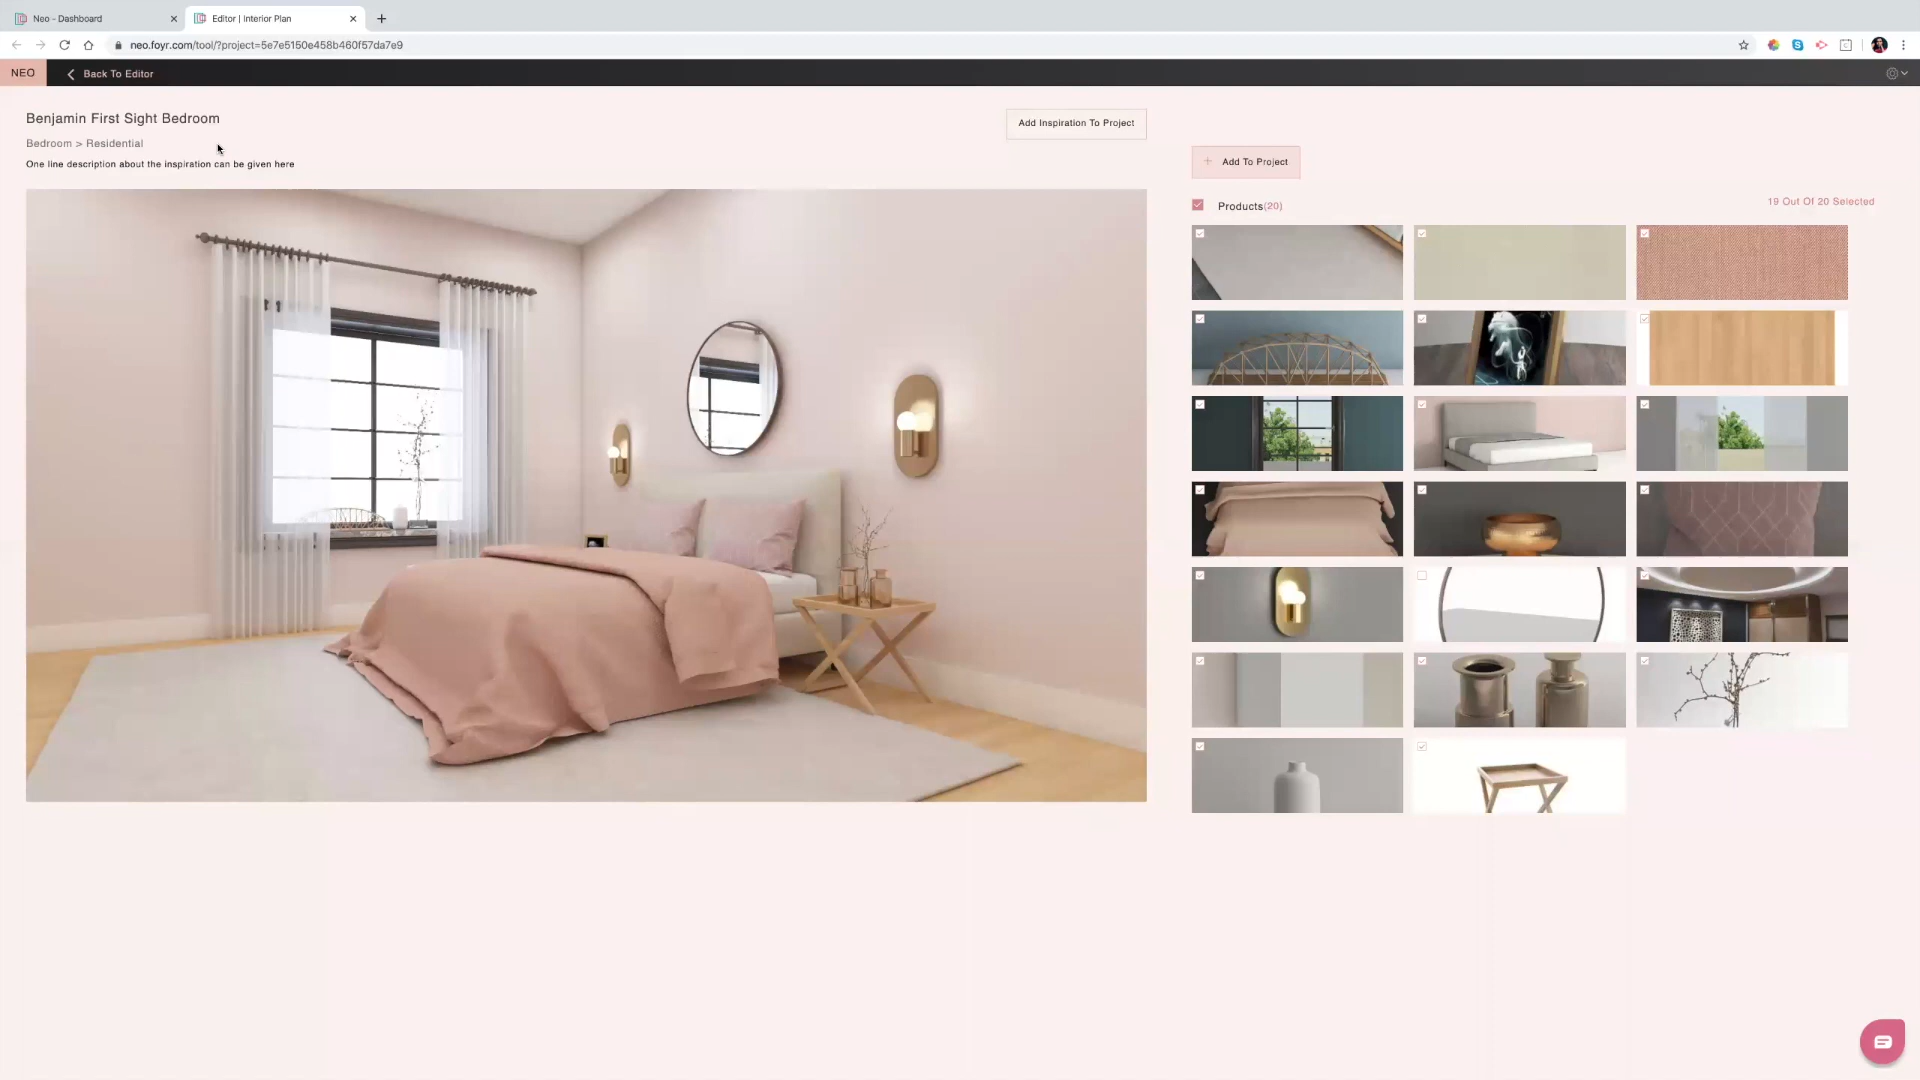 Neo - Dashboard
Editor | Interior Plan
neo.foyr.com/tool/?project=5e7e5150e458b460f57da7e9
NEO
Back To Editor
Benjamin First Sight Bedroom
Add Inspiration To Project
Bedroom > Residential
One line description about the inspiration can be given here
+ Add To Project
Products(20)
19 Out Of 20 Selected